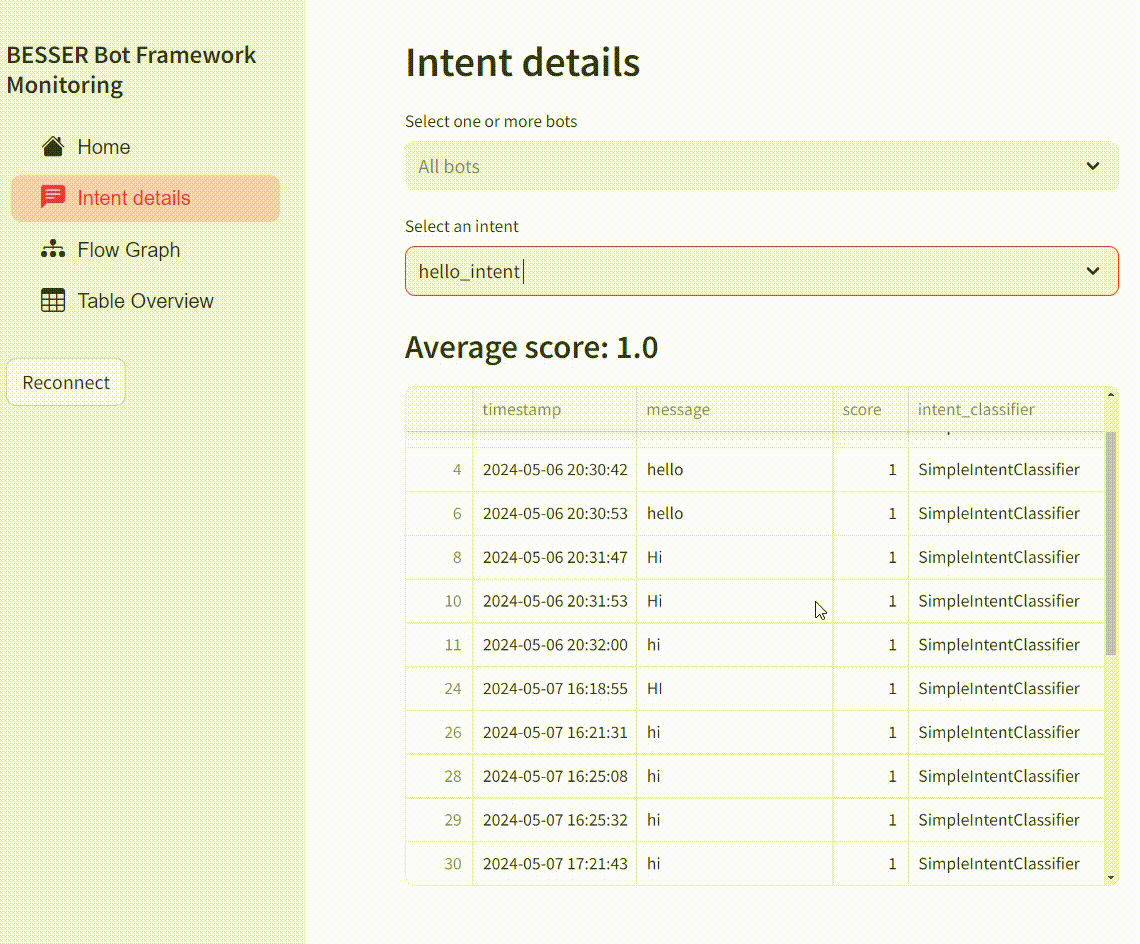 BESSER Bot Framework
Monitoring
Home
Intent details
Flow Graph
Table Overview
Reconnect
Intent details
Select one or more bots
All bots
Select an intent
hello_intent
Average score: 1.0
timestamp message score intent_classifier
4 2024-05-06 20:30:42 hello 1 SimpleIntentClassifier
6 2024-05-06 20:30:53 hello 1 SimpleIntentClassifier
8 2024-05-06 20:31:47 Hi 1 SimpleIntentClassifier
10 2024-05-06 20:31:53 Hi 1 SimpleIntentClassifier
11 2024-05-06 20:32:00 hi 1 SimpleIntentClassifier
24 2024-05-07 16:18:55 HI 1 SimpleIntentClassifier
26 2024-05-07 16:21:31 hi 1 SimpleIntentClassifier
28 2024-05-07 16:25:08 hi 1 SimpleIntentClassifier
29 2024-05-07 16:25:32 hi 1 SimpleIntentClassifier
30 2024-05-07 17:21:43 hi 1 SimpleIntentClassifier